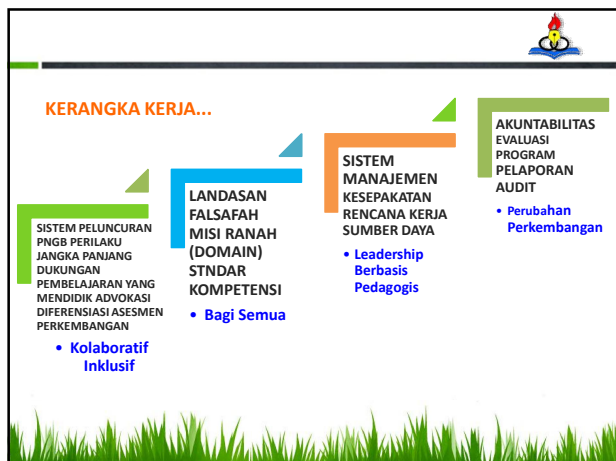 KERANGKA KERJA...
SISTEM PELUNCURAN
PNGB PERILAKU
JANGKA PANJANG
DUKUNGAN
PEMBELAJARAN YANG
MENDIDIK ADVOKASI
DIFERENSIASI ASESMEN
PERKEMBANGAN
• Kolaboratif
Inklusif
LANDASAN
FALSAFAH
MISI RANAH
(DOMAIN)
STNDAR
KOMPETENSI
• Bagi Semua
SISTEM
MANAJEMEN
KESEPAKATAN
RENCANA KERJA
SUMBER DAYA
• Leadership
Berbasis
Pedagogis
AKUNTABILITAS
EVALUASI
PROGRAM
PELAPORAN
AUDIT
• Perubahan
Perkembangan